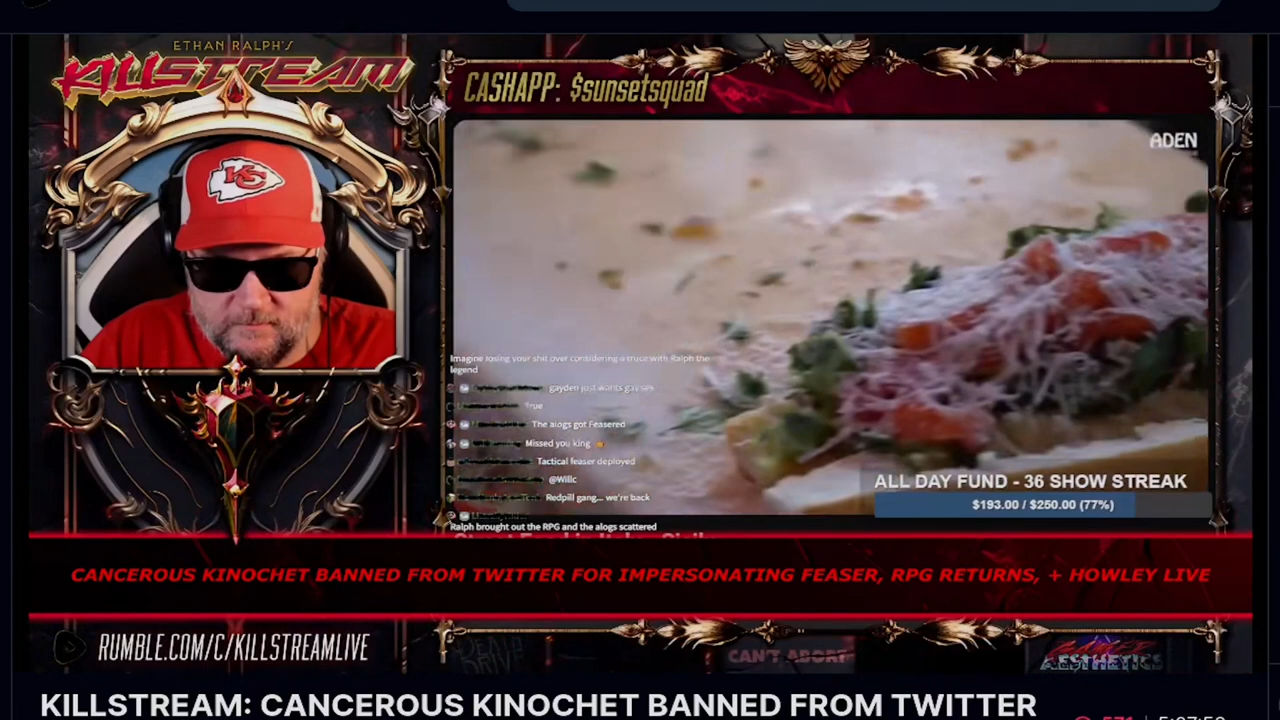 ETHAN RALPH'S
KILLSTREAM
CASHAPP: $sunsetsquad
ADEN
Imagine losing your shit over considering a truce with Ralph the
legend
gayden just wants gayses
True
The alogs got Feasered
Missed you king
Tactical feaser deployed
@Willc
Redpill gang... we're back
Ralph brought out the RPG and the alogs scattered
ALL DAY FUND - 36 SHOW STREAK
$193.00 / $250.00 (77%)
CANCEROUS KINOCHET BANNED FROM TWITTER FOR IMPERSONATING FEASER, RPG RETURNS, + HOWLEY LIVE
RUMBLE.COM/C/KILLSTREAMLIVE
CAN'T ABORT
AESTHETICS
KILLSTREAM: CANCEROUS KINOCHET BANNED FROM TWITTER